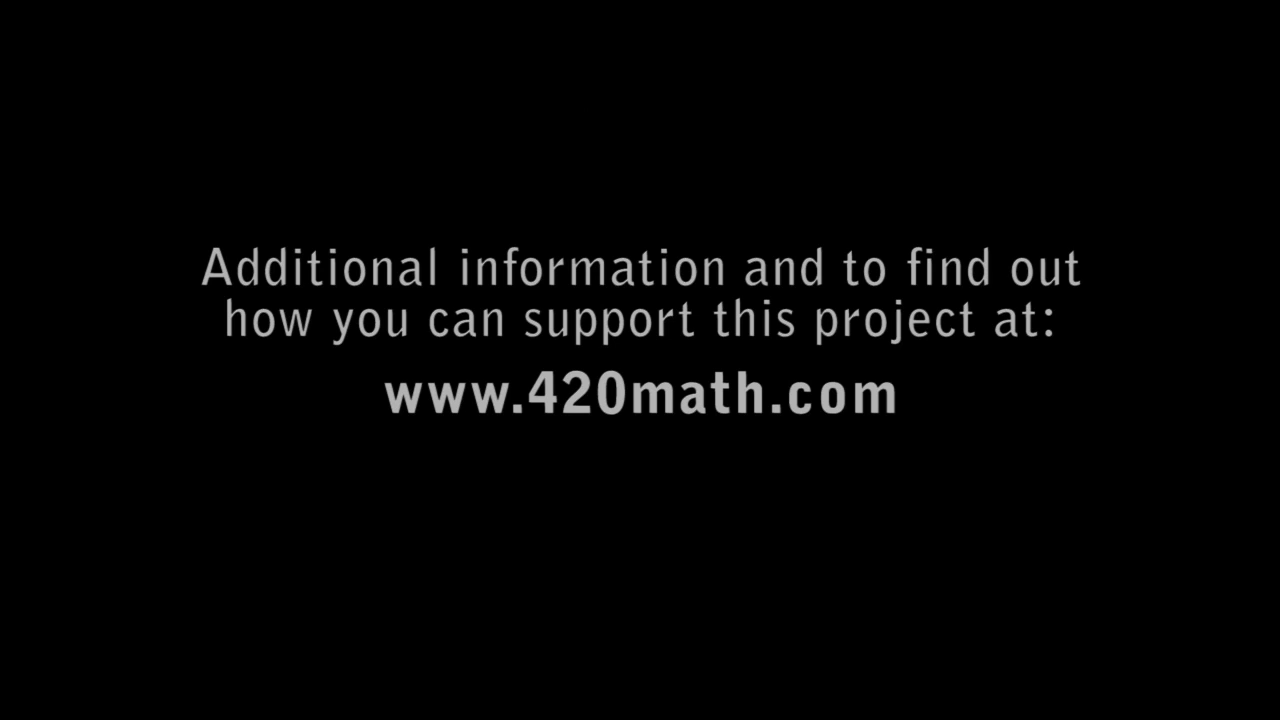 Additional information and to find out
how you can support this project at:
www.420math.com